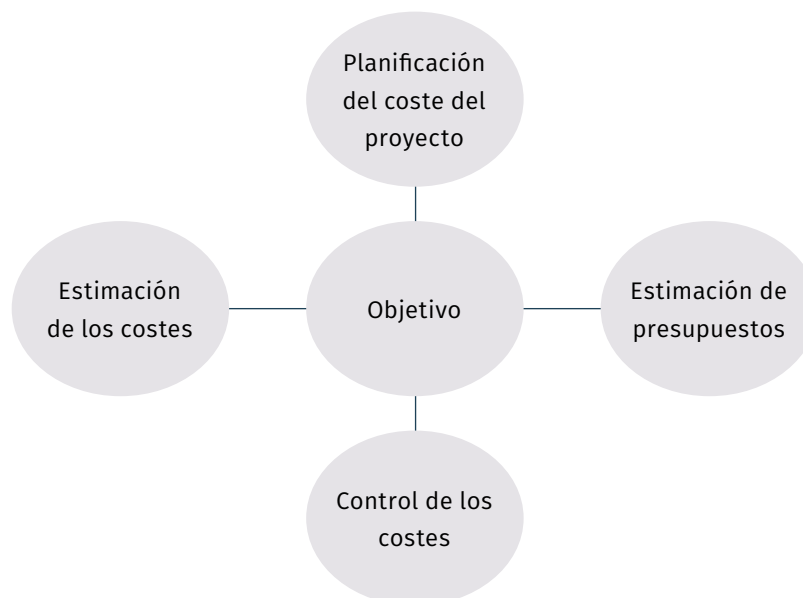 Planificación
del coste del
proyecto
Estimación
de los costes
Objetivo
Estimación de
presupuestos
Control de los
costes